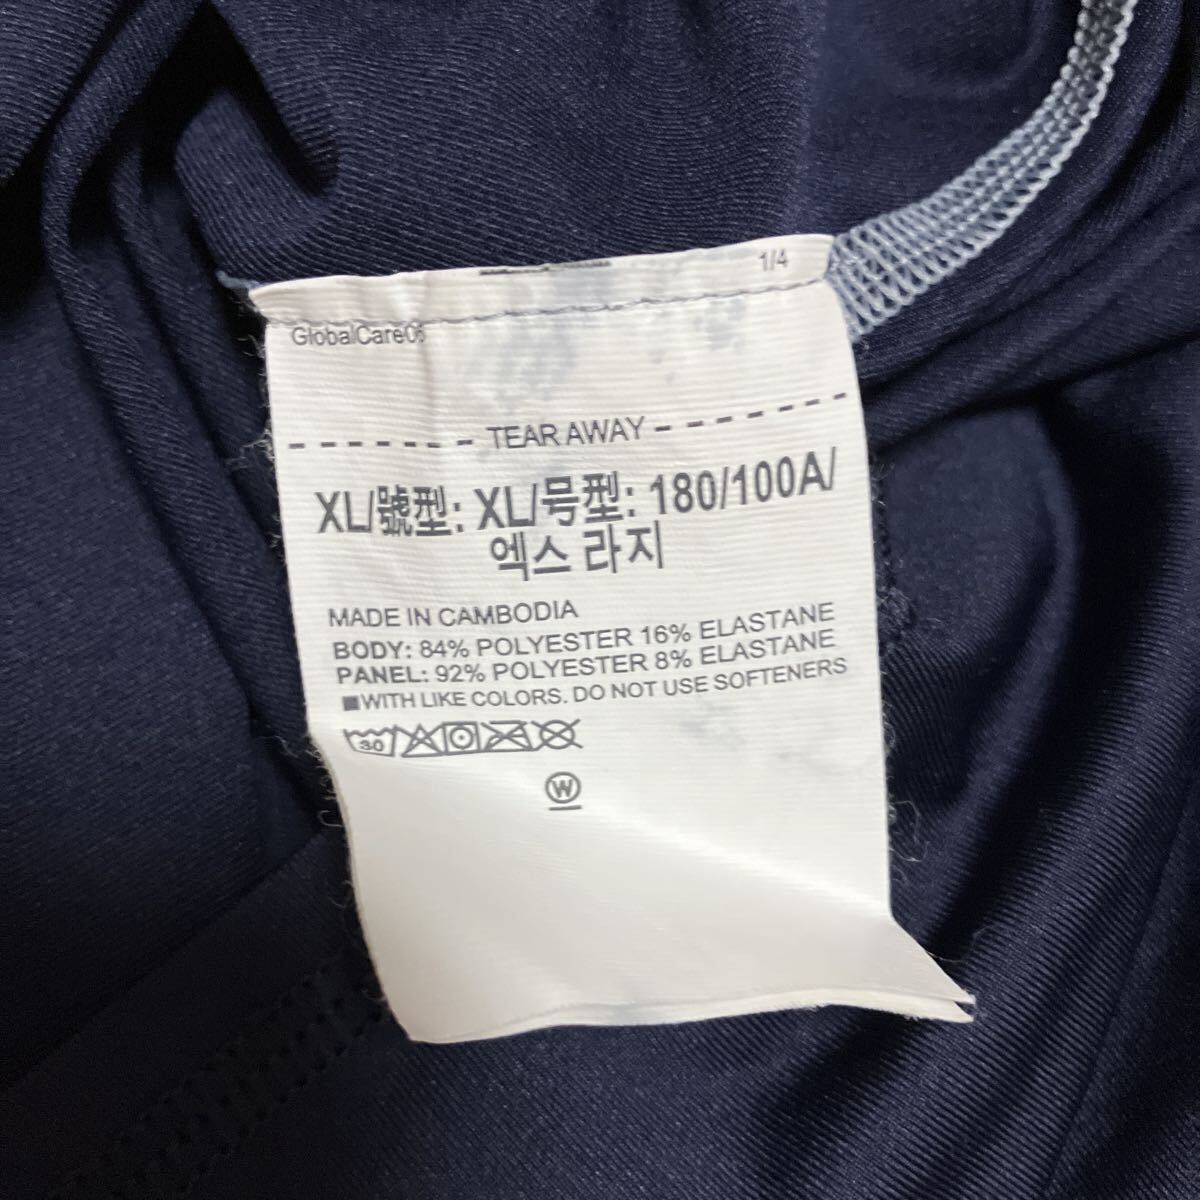 1/4
GlobalCare06
TEAR AWAY
XL/號型: XL/号型: 180/100A/
엑스 라지
MADE IN CAMBODIA
BODY: 84% POLYESTER 16% ELASTANE
PANEL: 92% POLYESTER 8% ELASTANE
■WITH LIKE COLORS. DO NOT USE SOFTENERS
30
W